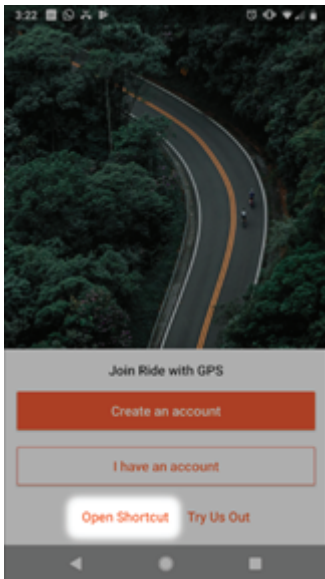 3:22
Join Ride with GPS
Create an account
I have an account
Open Shortcut Try Us Out